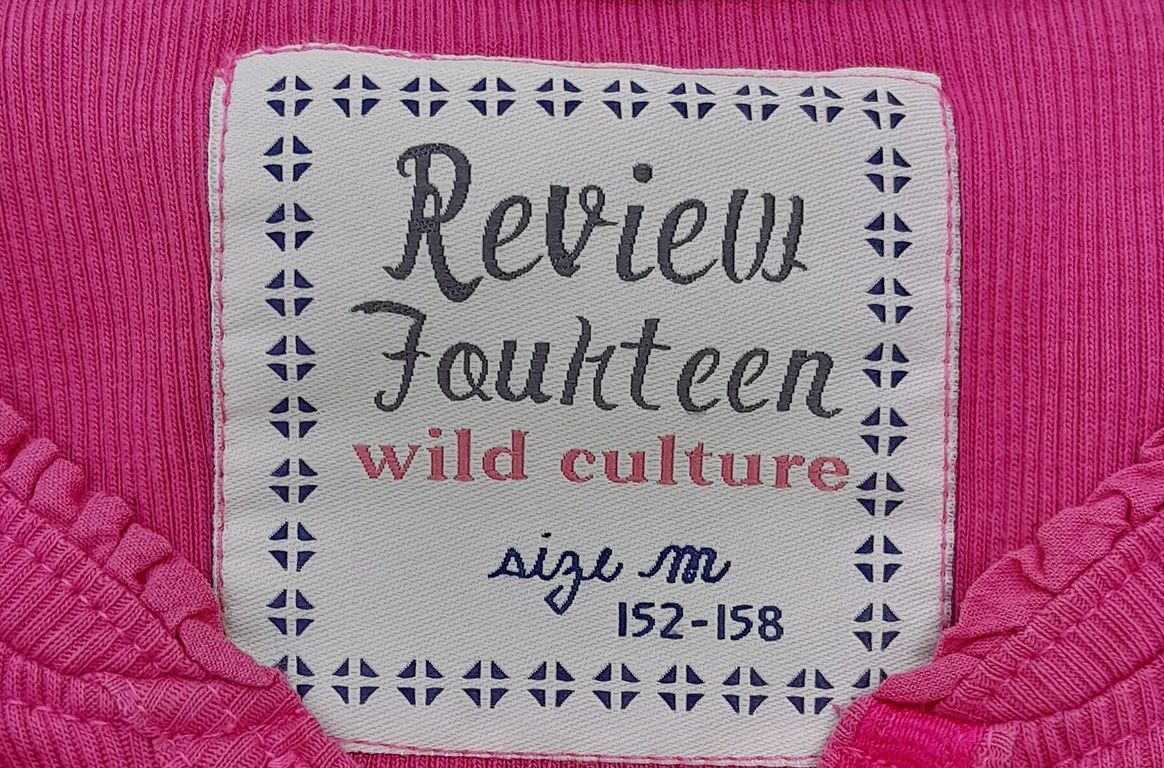 Review
Fourteen
wild culture
size m
152-158